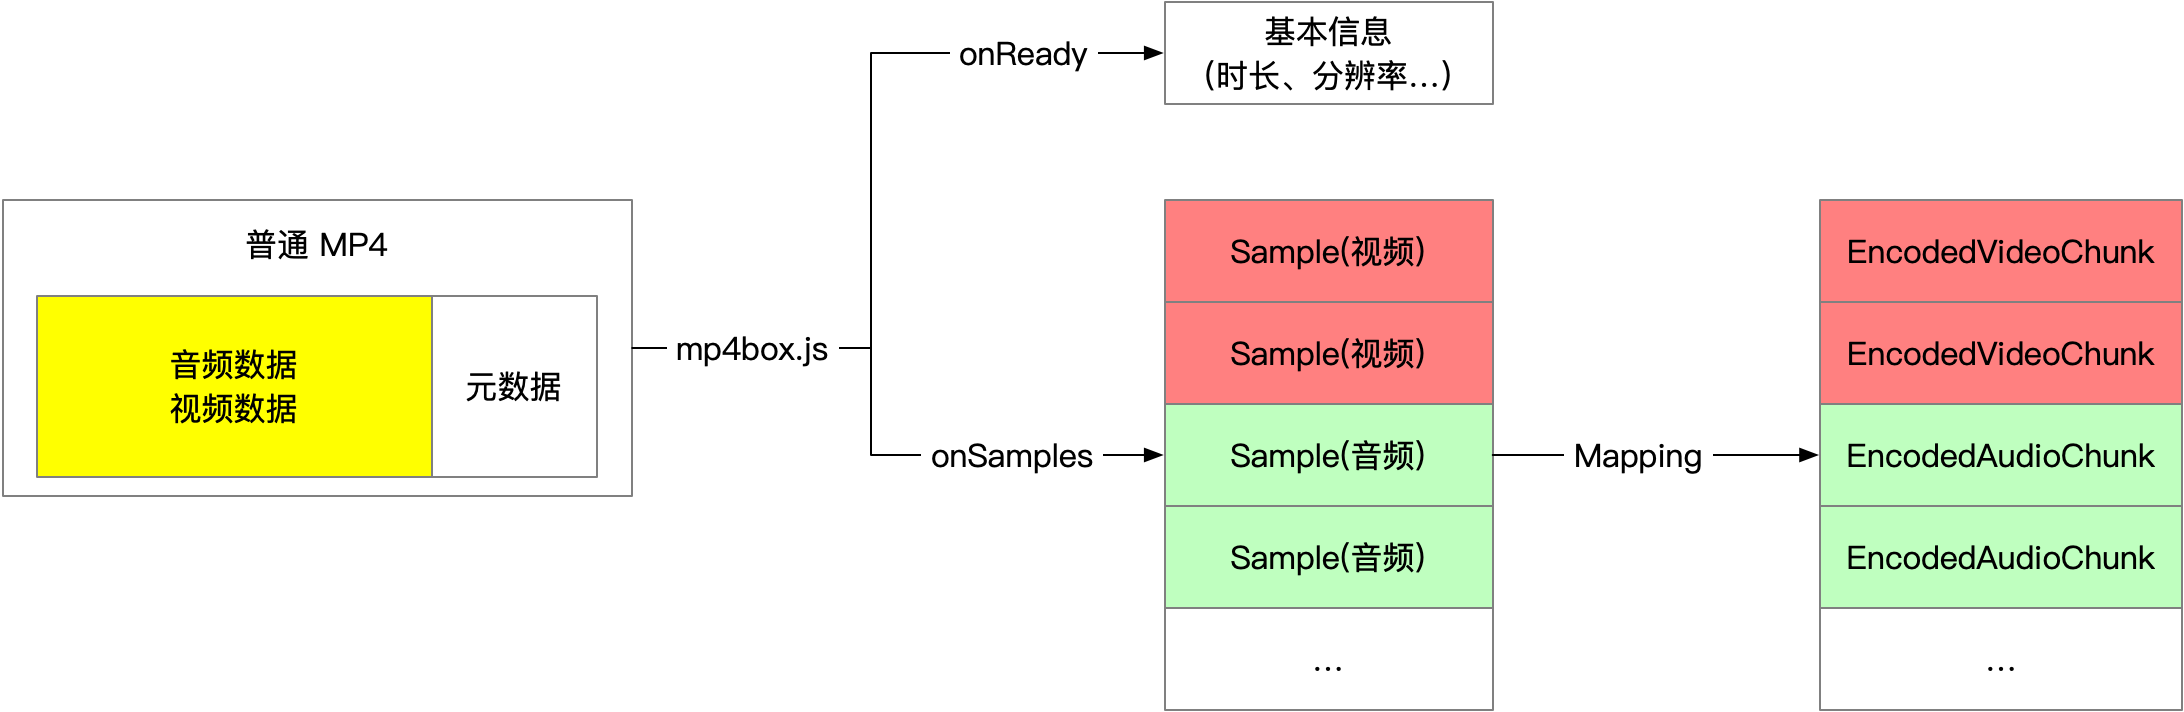 普通 MP4
音频数据
视频数据
元数据
mp4box.js
onReady
基本信息
（时长、分辨率...）
onSamples
Sample(视频)
Sample(视频)
Sample(音频)
Sample(音频)
...
Mapping
EncodedVideoChunk
EncodedVideoChunk
EncodedAudioChunk
EncodedAudioChunk
...